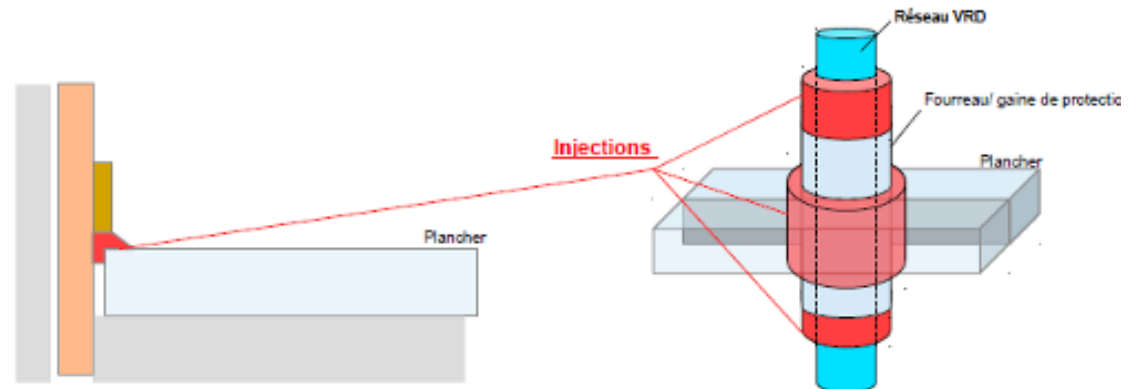 Réseau VRD
Fourreau/ gaine de protectio
Injections
Plancher
Plancher